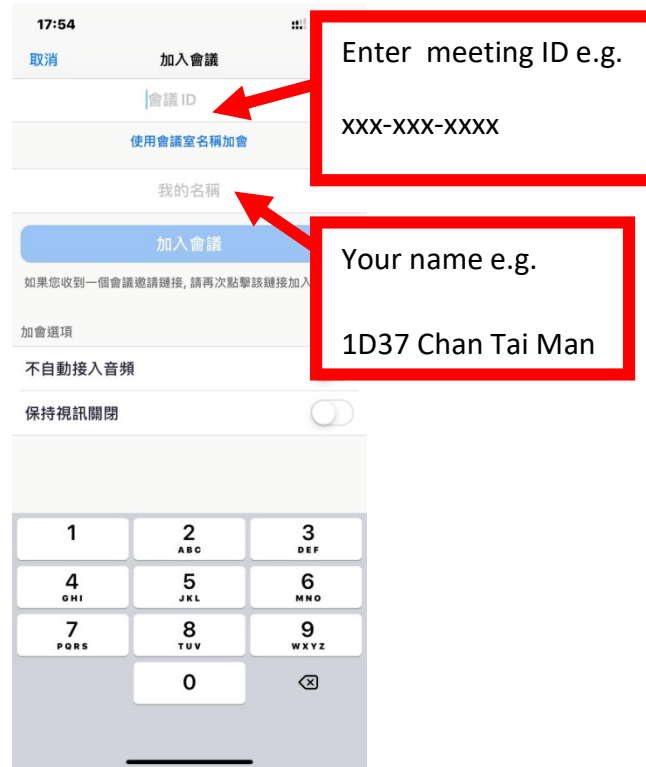 17:54
取消
加入會議
會議 ID
使用會議室名稱加會
我的名稱
加入會議
如果您收到一個會議邀請鏈接, 請再次點擊該鏈接加入
加會選項
不自動接入音頻
保持視訊關閉
Enter  meeting ID e.g.
xxx-xxx-xxxx
Your name e.g.
1D37 Chan Tai Man
1
2
ABC
3
DEF
4
GHI
5
JKL
6
MNO
7
PQRS
8
TUV
9
WXYZ
0